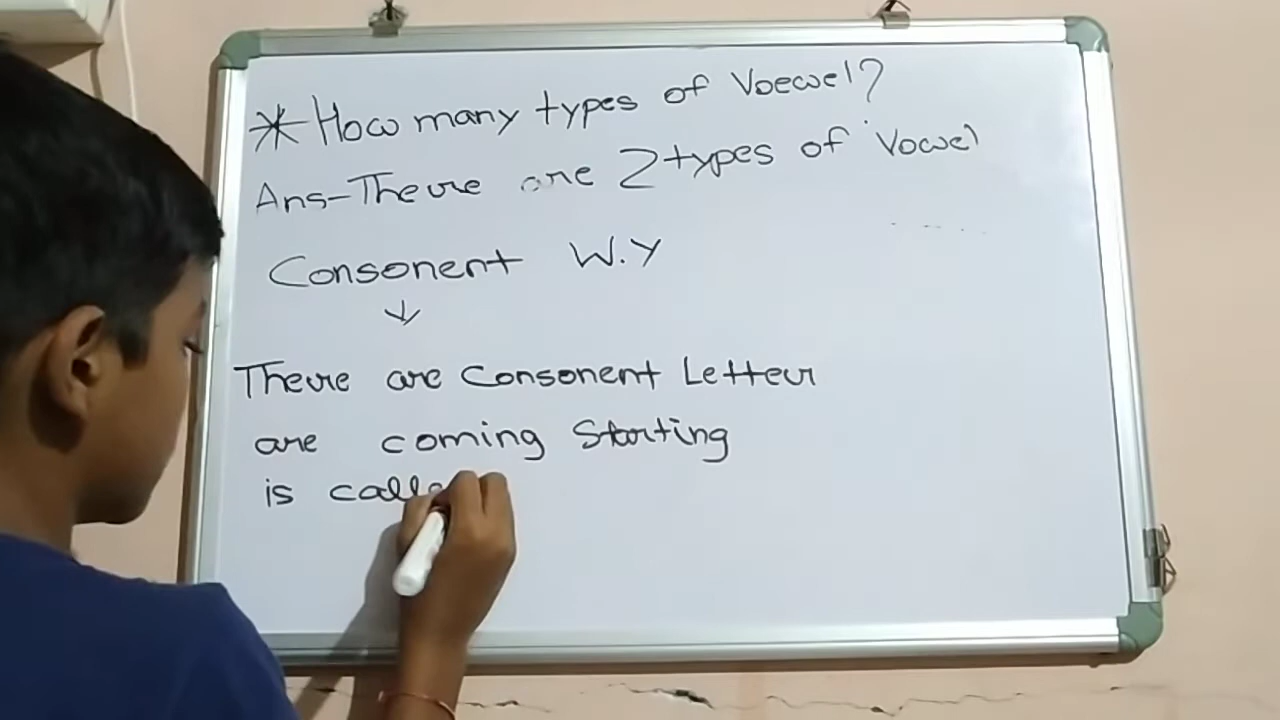 * How many types of Voewel?
Ans-There are 2 types of Vowel
Consonent W.Y
↓
There are Consonent Letter
are coming Starting
is calle